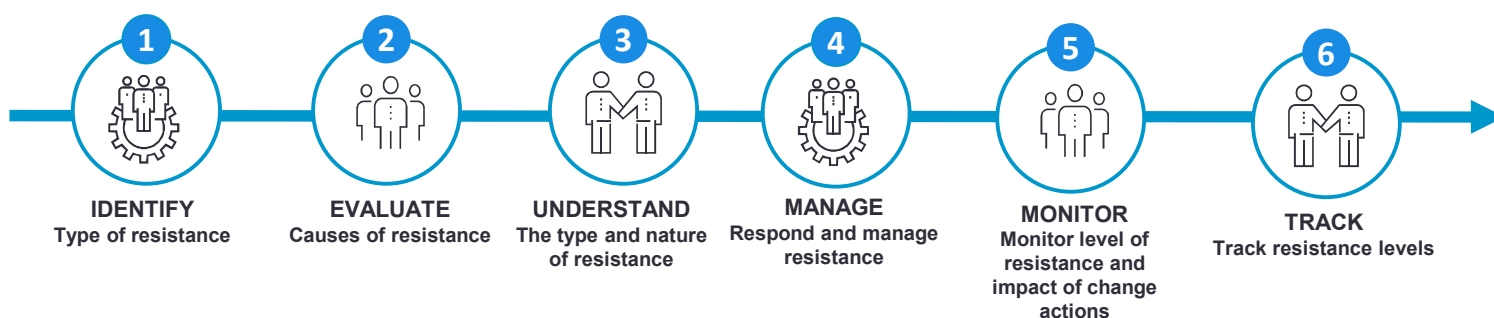 1
IDENTIFY
Type of resistance
2
EVALUATE
Causes of resistance
3
UNDERSTAND
The type and nature
of resistance
4
MANAGE
Respond and manage
resistance
5
MONITOR
Monitor level of
resistance and
impact of change
actions
6
TRACK
Track resistance levels